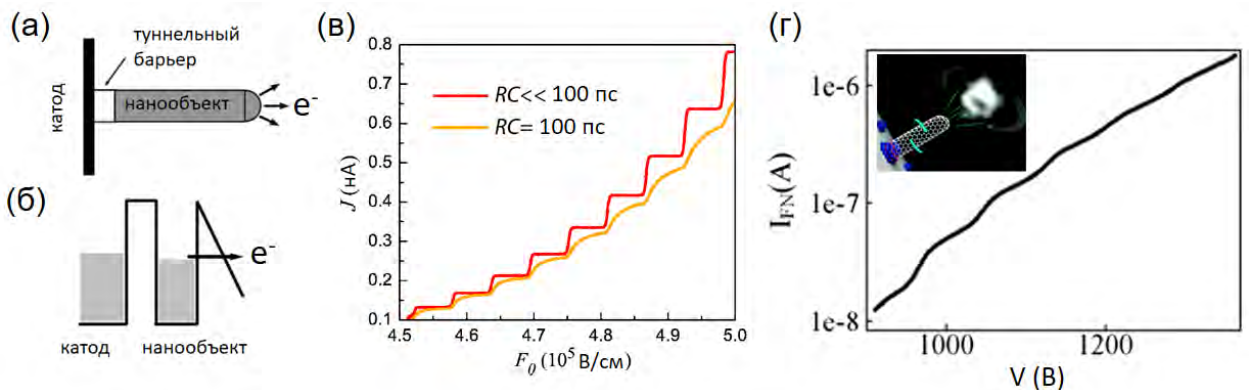 (а)
туннельный
барьер
катод
нанообъект
e⁻
(б)
e⁻
катод
нанообъект
(в)
0.8
0.7
0.6
0.5
0.4
0.3
0.2
0.1
J (нА)
RC<< 100 пс
RC= 100 пс
4.5
4.6
4.7
4.8
4.9
5.0
F₀ (10⁵ В/см)
(г)
1e-6
1e-7
1e-8
I_FN(A)
1000
1200
V (В)